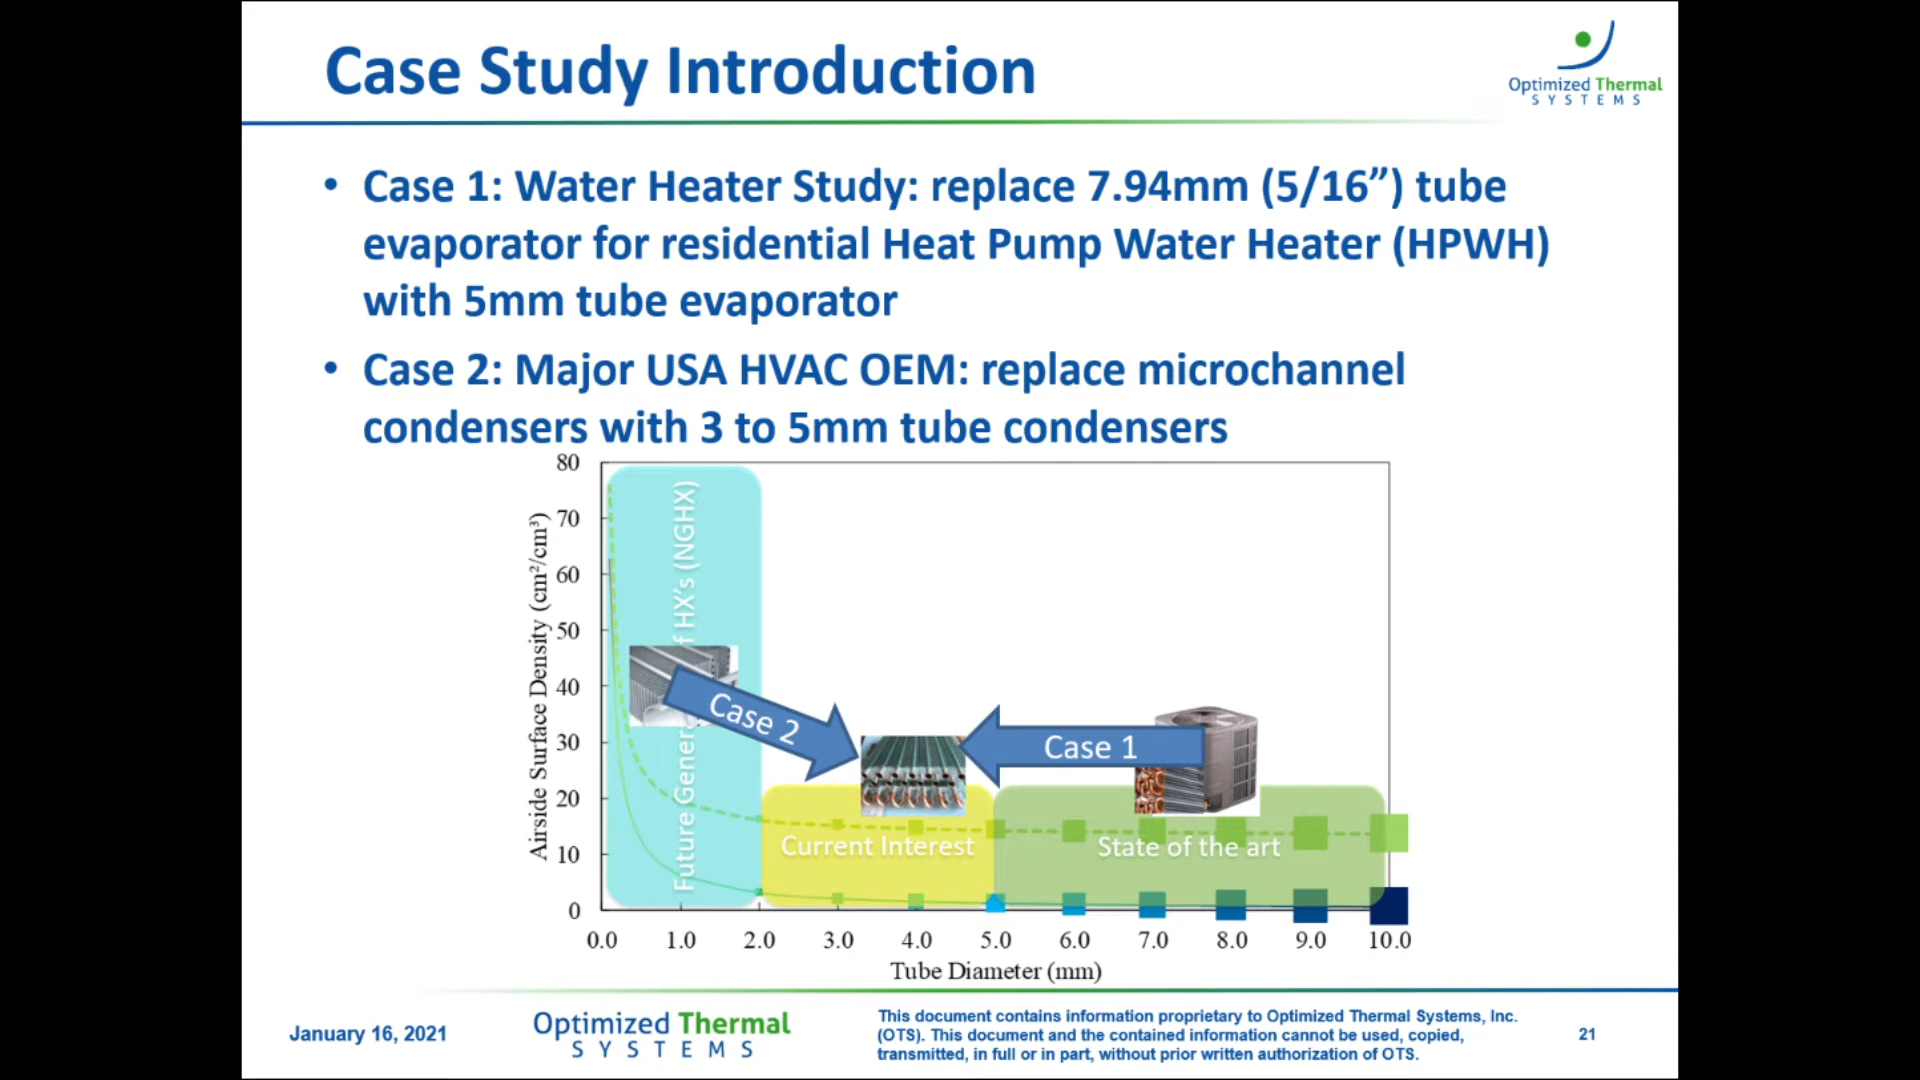 Case Study Introduction
Optimized Thermal
SYSTEMS
• Case 1: Water Heater Study: replace 7.94mm (5/16”) tube
evaporator for residential Heat Pump Water Heater (HPWH)
with 5mm tube evaporator
• Case 2: Major USA HVAC OEM: replace microchannel
condensers with 3 to 5mm tube condensers
Airside Surface Density (cm²/cm³)
80
70
60
50
40
30
20
10
0
Future Gener
f HX's (NGHX)
Case 2
Case 1
Current Interest
State of the art
0.0 1.0 2.0 3.0 4.0 5.0 6.0 7.0 8.0 9.0 10.0
Tube Diameter (mm)
January 16, 2021
Optimized Thermal
SYSTEMS
This document contains information proprietary to Optimized Thermal Systems, Inc.
(OTS). This document and the contained information cannot be used, copied,
transmitted, in full or in part, without prior written authorization of OTS.
21